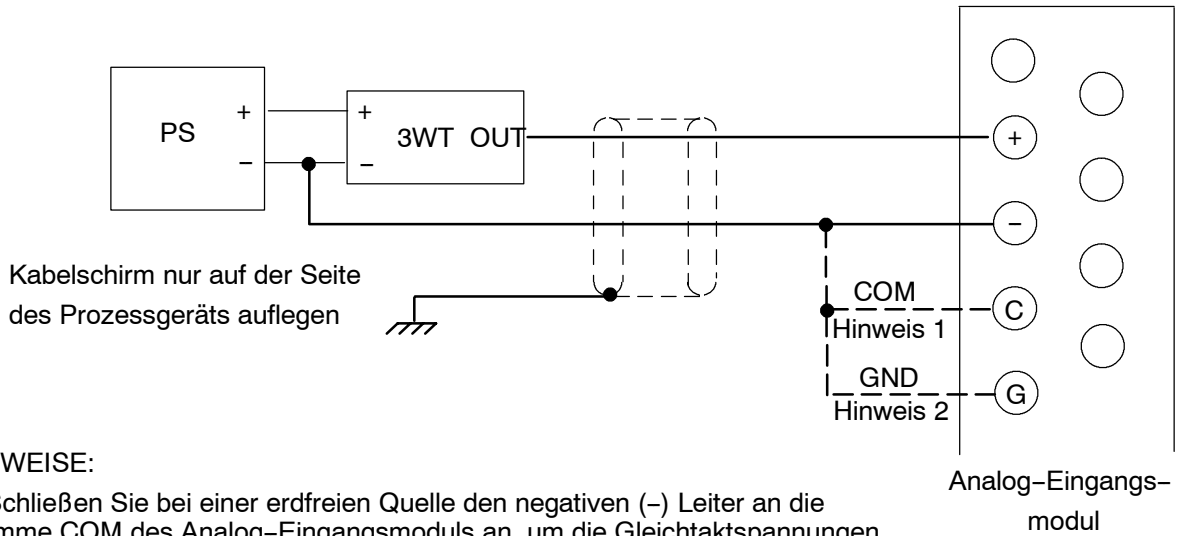 PS
+
−
+
−
3WT OUT
+
−
Kabelschirm nur auf der Seite
des Prozessgeräts auflegen
COM
Hinweis 1
C
GND
Hinweis 2
G
Analog−Eingangs−
modul
WEISE:
chließen Sie bei einer erdfreien Quelle den negativen (−) Leiter an die
mme COM des Analog−Eingangsmoduls an, um die Gleichtaktspannungen